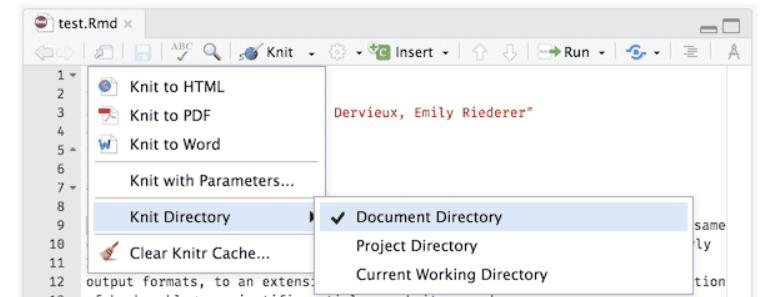 test.Rmd
ABC Knit Insert Run
1
2
3 Dervieux, Emily Riederer"
4
5
6
7
8
9 same
10 ly
11
12 output formats, to an extens tion
Knit to HTML
Knit to PDF
Knit to Word
Knit with Parameters...
Knit Directory
Clear Knitr Cache...
Document Directory
Project Directory
Current Working Directory